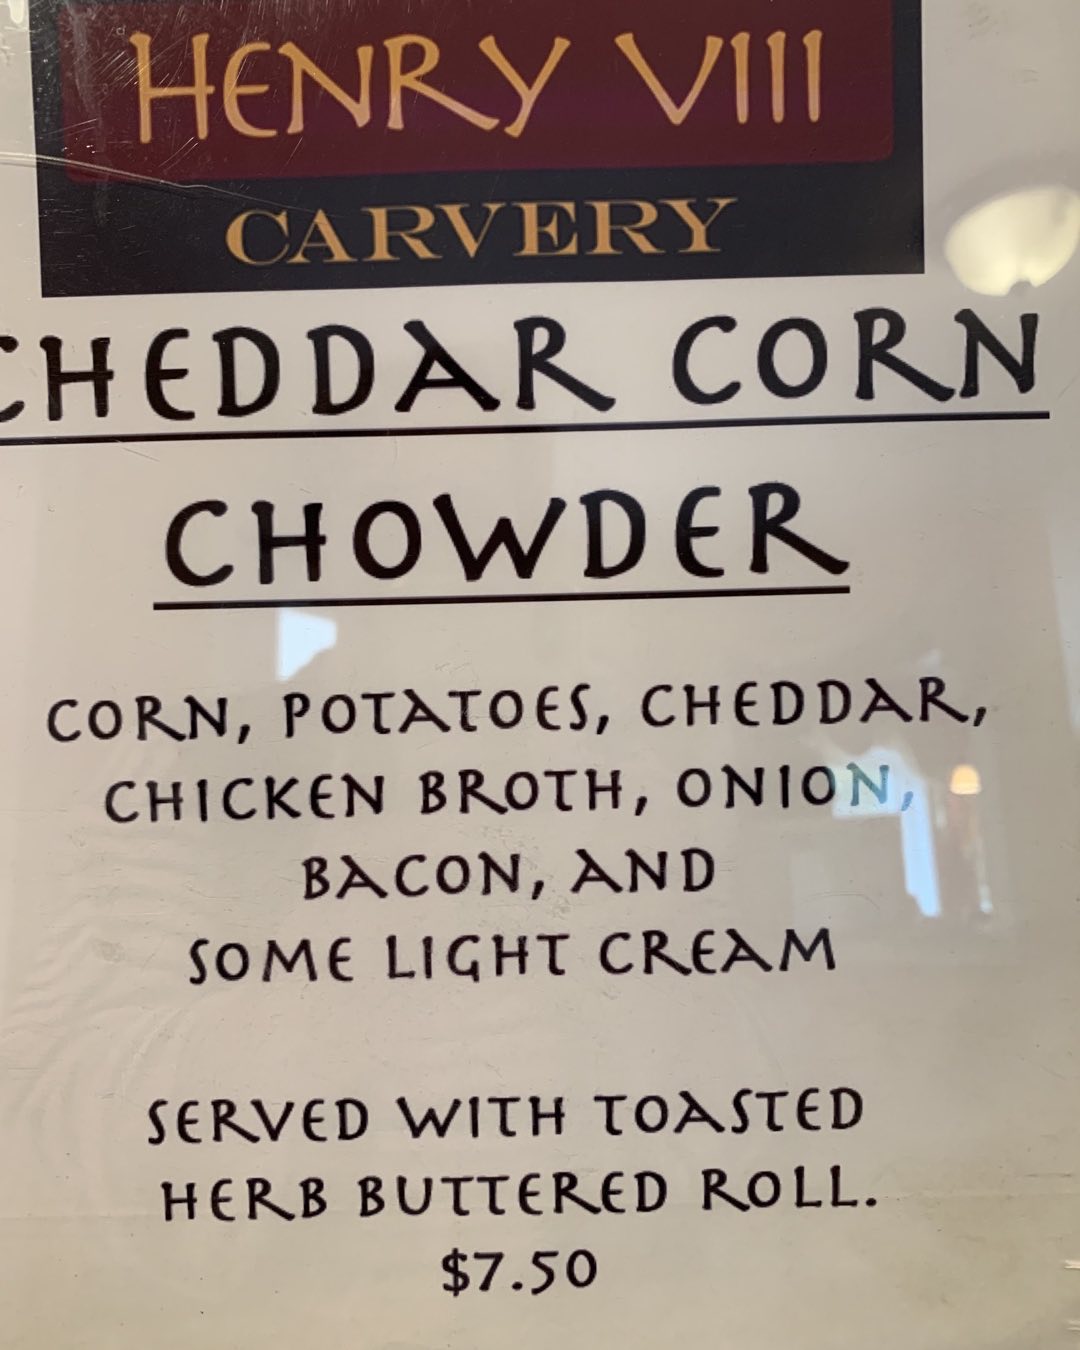 HENRY VIII
CARVERY
CHEDDAR CORN
CHOWDER
CORN, POTATOES, CHEDDAR,
CHICKEN BROTH, ONION,
BACON, AND
SOME LIGHT CREAM
SERVED WITH TOASTED
HERB BUTTERED ROLL.
$7.50